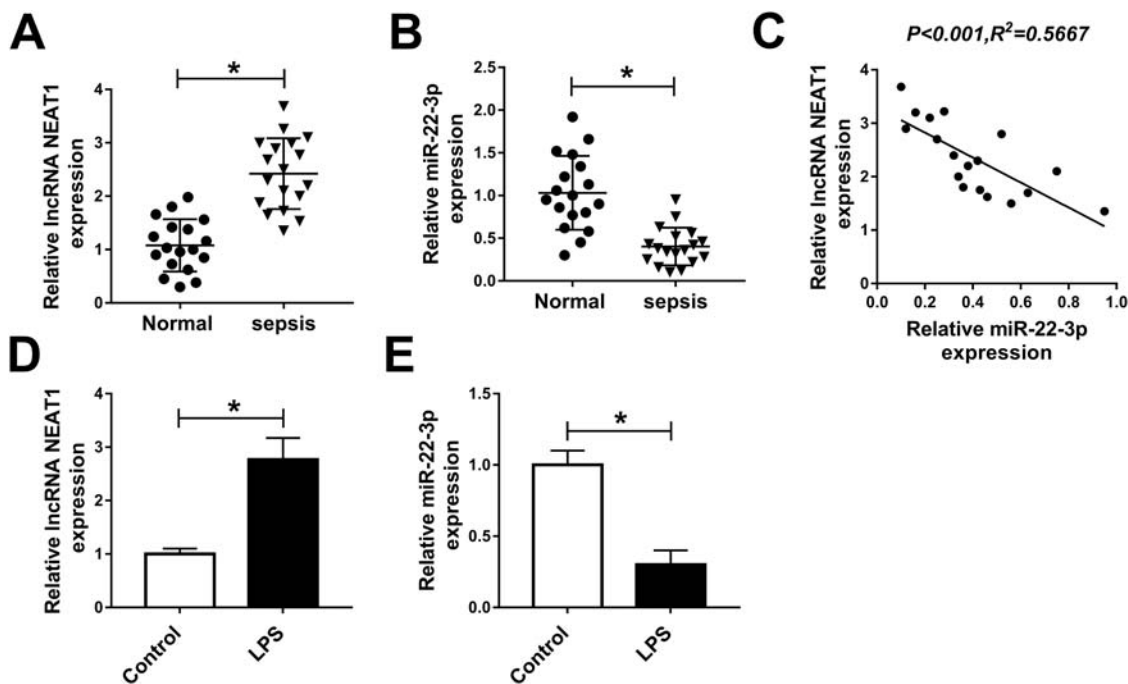 A
Relative lncRNA NEAT1
expression
4
3
2
1
0
*
Normal
sepsis
B
Relative miR-22-3p
expression
2.5
2.0
1.5
1.0
0.5
0.0
*
Normal
sepsis
C
P<0.001,R²=0.5667
Relative lncRNA NEAT1
expression
4
3
2
1
0
0.0 0.2 0.4 0.6 0.8 1.0
Relative miR-22-3p
expression
D
Relative lncRNA NEAT1
expression
4
3
2
1
0
*
Control
LPS
E
Relative miR-22-3p
expression
1.5
1.0
0.5
0.0
*
Control
LPS